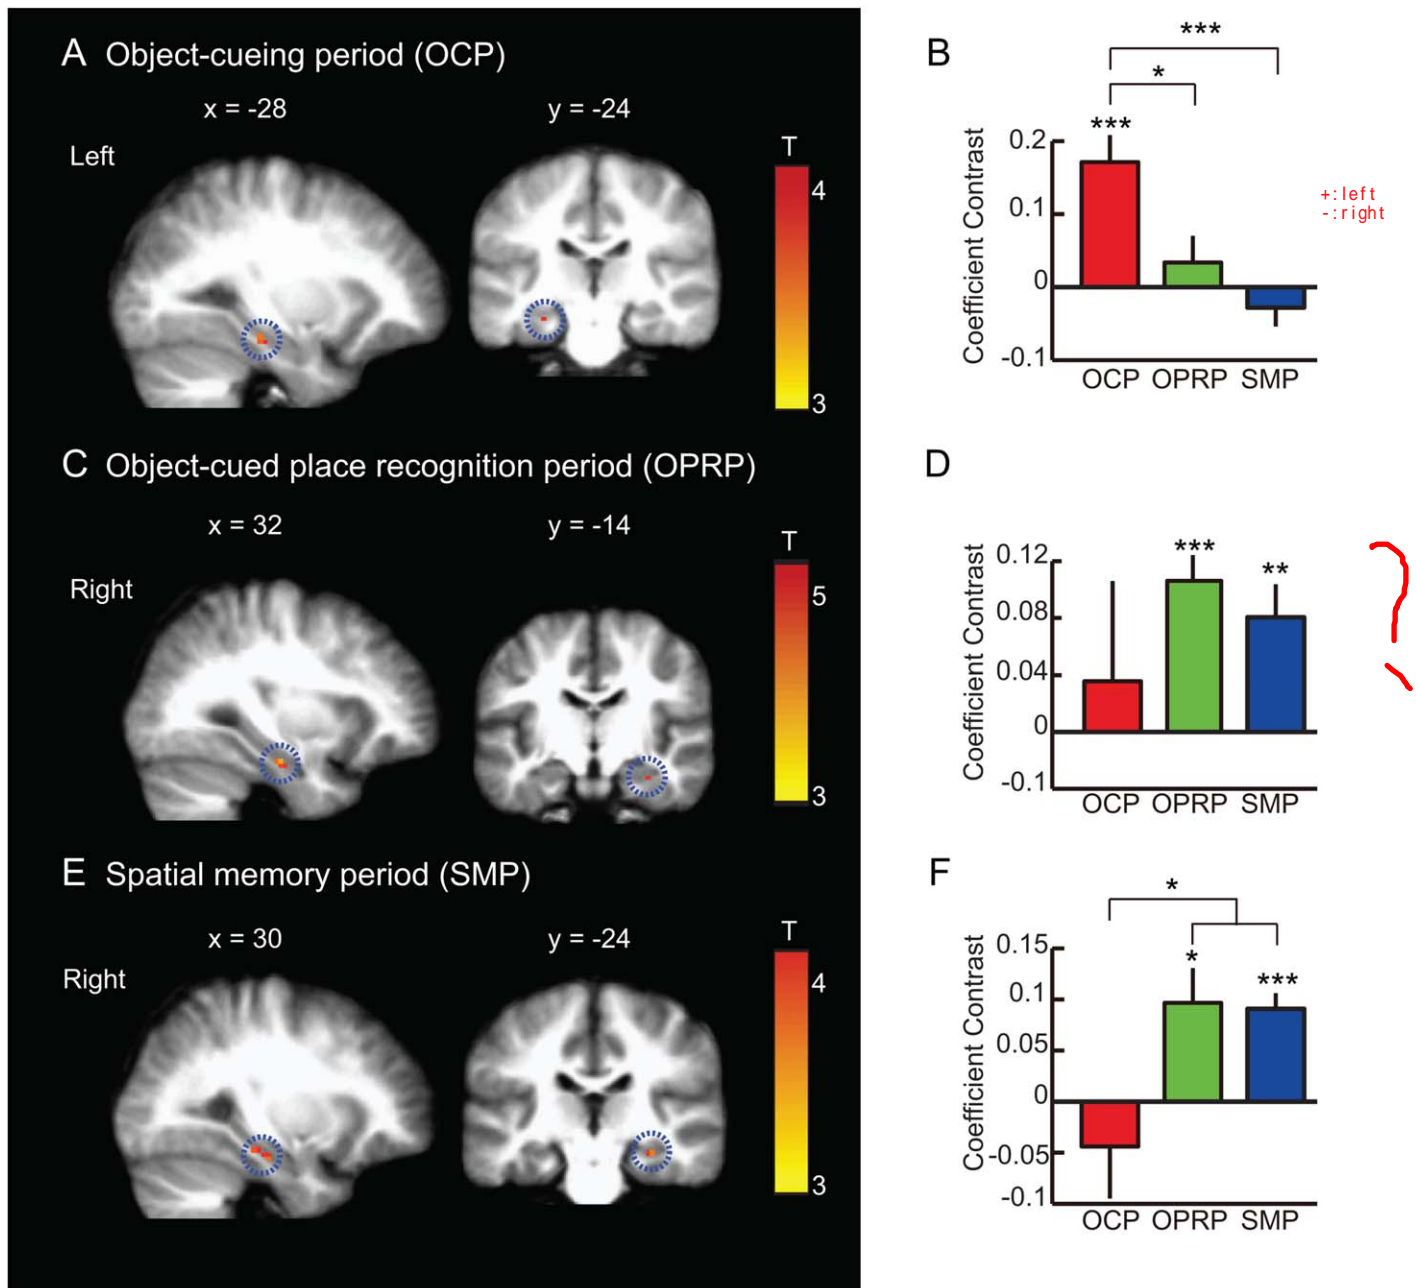 A Object-cueing period (OCP)
x = -28
y = -24
Left
T
4
3
B
***
*
***
0.2
0.1
0
-0.1
Coefficient Contrast
OCP OPRP SMP
+:left
-:right
C Object-cued place recognition period (OPRP)
x = 32
y = -14
Right
T
5
3
D
***
**
0.12
0.08
0.04
0
-0.1
Coefficient Contrast
OCP OPRP SMP
E Spatial memory period (SMP)
x = 30
y = -24
Right
T
4
3
F
*
*
***
0.15
0.1
0.05
0
-0.05
-0.1
Coefficient Contrast
OCP OPRP SMP